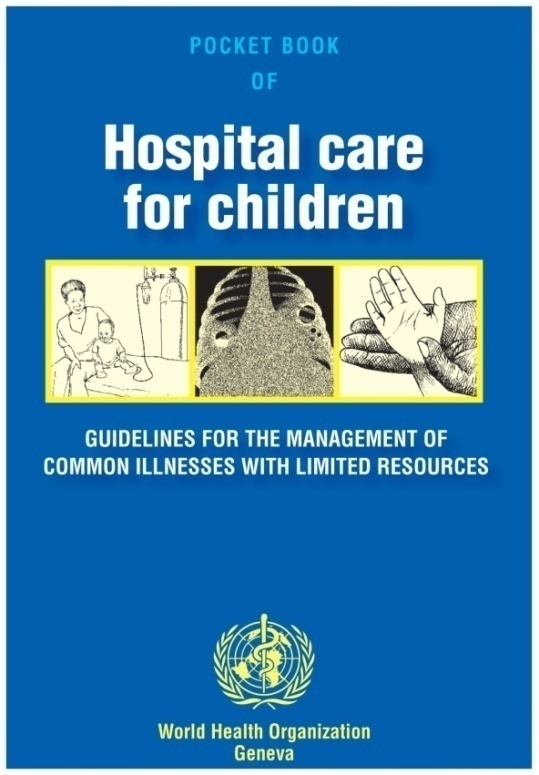 POCKET BOOK
OF
Hospital care
for children
GUIDELINES FOR THE MANAGEMENT OF
COMMON ILLNESSES WITH LIMITED RESOURCES
World Health Organization
Geneva